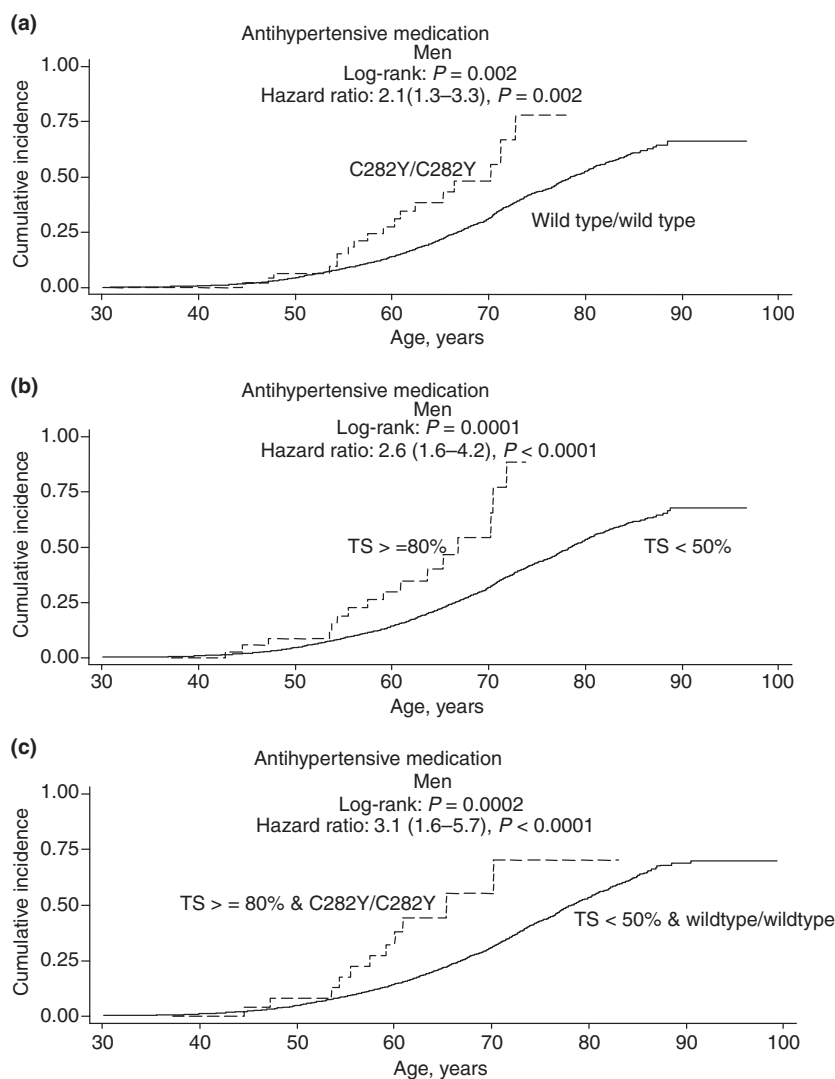 (a)
Antihypertensive medication
Men
Log-rank: P = 0.002
Hazard ratio: 2.1(1.3–3.3), P = 0.002
Cumulative incidence
1.00
0.75
0.50
0.25
0.00
C282Y/C282Y
Wild type/wild type
30 40 50 60 70 80 90 100
Age, years
(b)
Antihypertensive medication
Men
Log-rank: P = 0.0001
Hazard ratio: 2.6 (1.6–4.2), P < 0.0001
Cumulative incidence
1.00
0.75
0.50
0.25
0.00
TS > =80%
TS < 50%
30 40 50 60 70 80 90 100
Age, years
(c)
Antihypertensive medication
Men
Log-rank: P = 0.0002
Hazard ratio: 3.1 (1.6–5.7), P < 0.0001
Cumulative incidence
1.00
0.75
0.50
0.25
0.00
TS > = 80% & C282Y/C282Y
TS < 50% & wildtype/wildtype
30 40 50 60 70 80 90 100
Age, years